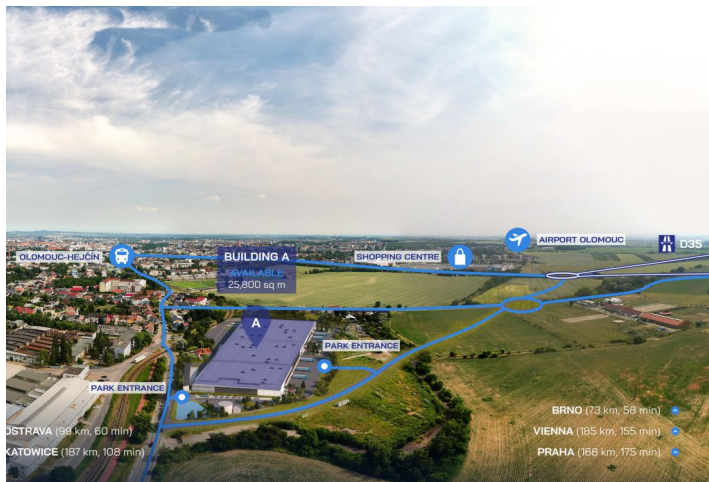 OLOMOUC-HEJČÍN
BUILDING A
AVAILABLE
25,800 sq m
SHOPPING CENTRE
AIRPORT OLOMOUC
D35
A
PARK ENTRANCE
PARK ENTRANCE
OSTRAVA (99 km, 60 min)
KATOWICE (187 km, 108 min)
BRNO (73 km, 58 min)
VIENNA (185 km, 155 min)
PRAHA (168 km, 175 min)